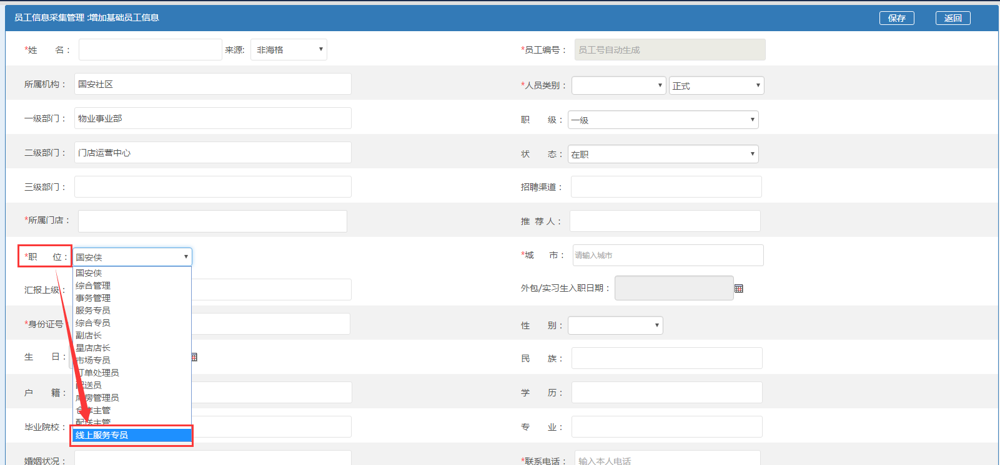 员工信息采集管理 :增加基础员工信息 保存 返回
*姓 名： 来源: 非海格 *员工编号： 员工号自动生成
所属机构： 国安社区 *人员类别： 正式
一级部门： 物业事业部 职 级： 一级
二级部门： 门店运营中心 状 态： 在职
三级部门： 招聘渠道：
*所属门店： 推 荐 人：
*职 位： 国安侠 *城 市： 请输入城市
国安侠
综合管理
汇报上级： 外包/实习生入职日期：
事务管理
服务专员
*身份证号 综合专员 性 别：
副店长
星店店长
生 日： 市场专员 民 族：
订单处理员
配送员
户 籍： 库房管理员 学 历：
仓库主管
配送主管
毕业院校： 专 业：
线上服务专员
婚姻状况： *联系电话： 输入本人电话